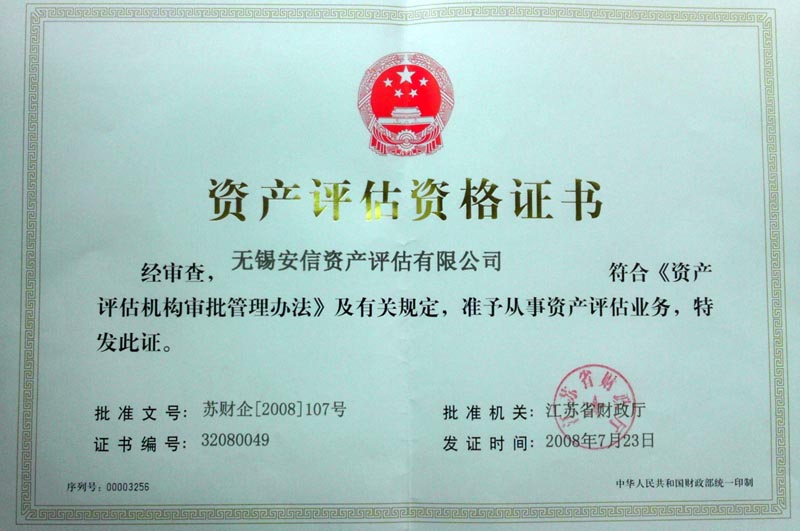 资产评估资格证书
经审查，无锡安信资产评估有限公司 符合《资产
评估机构审批管理办法》及有关规定，准予从事资产评估业务，特
发此证。
批准文号：苏财企[2008]107号 批准机关：江苏省财政厅
证书编号：32080049 发证时间：2008年7月23日
江苏省财政厅
序列号：00003256 中华人民共和国财政部统一印制